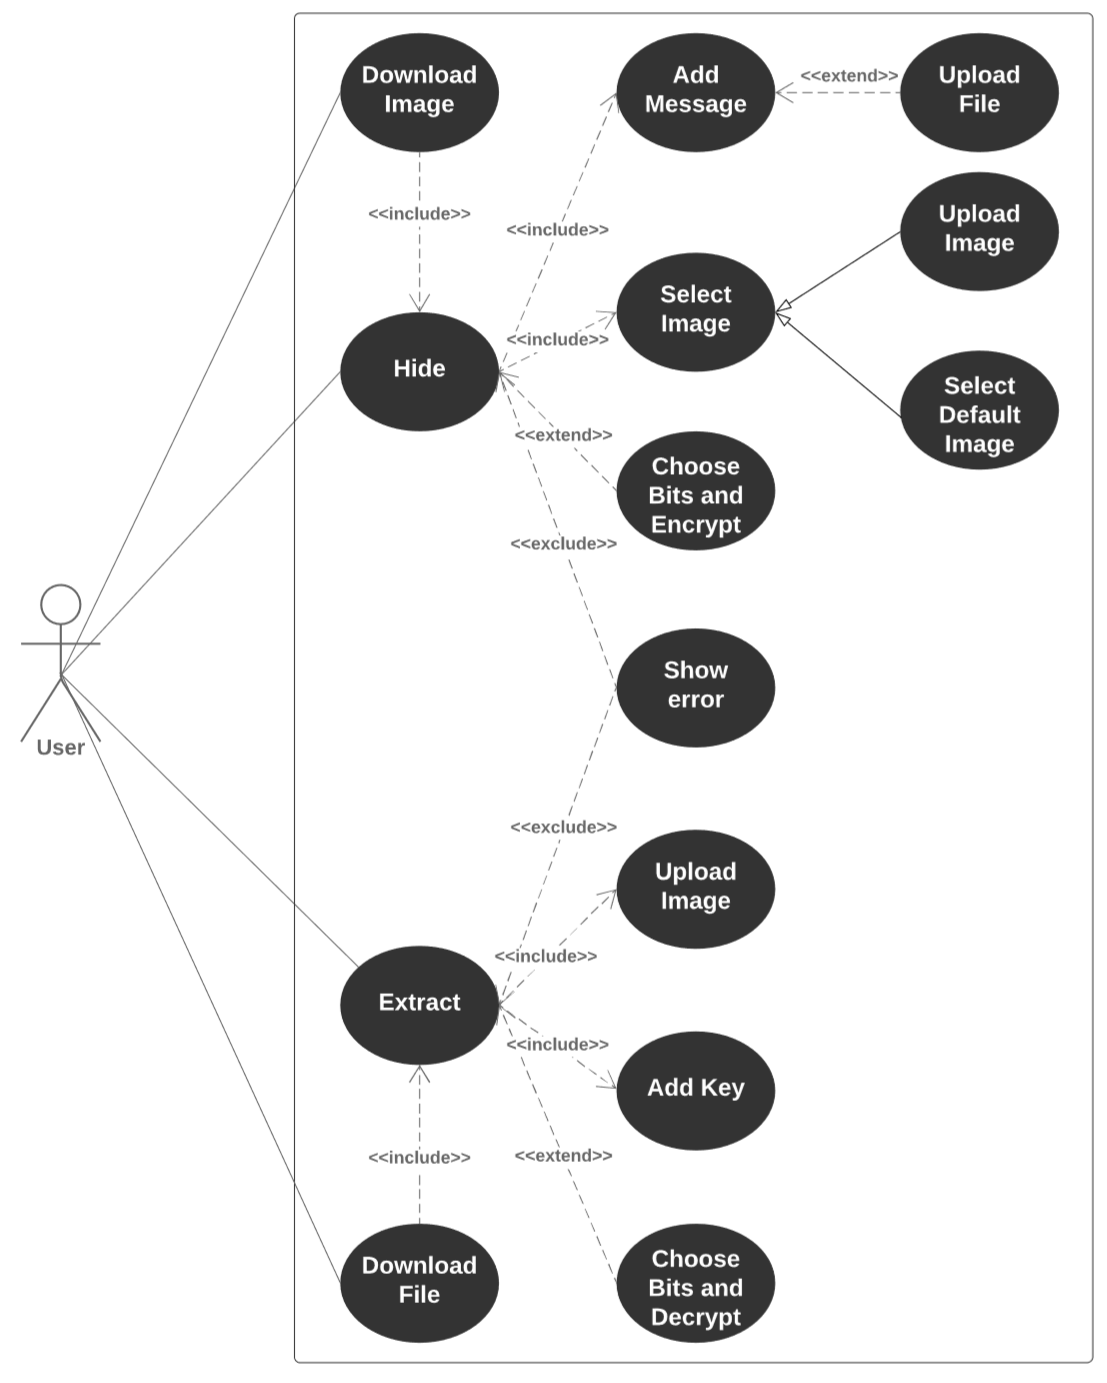 Download
Image
Add
Message
<<extend>>
Upload
File
<<include>>
<<include>>
Upload
Image
Select
Image
<<include>>
Hide
Select
Default
Image
<<extend>>
Choose
Bits and
Encrypt
<<exclude>>
Show
error
User
<<exclude>>
Upload
Image
<<include>>
Extract
<<include>>
Add Key
<<include>>
<<extend>>
Download
File
Choose
Bits and
Decrypt